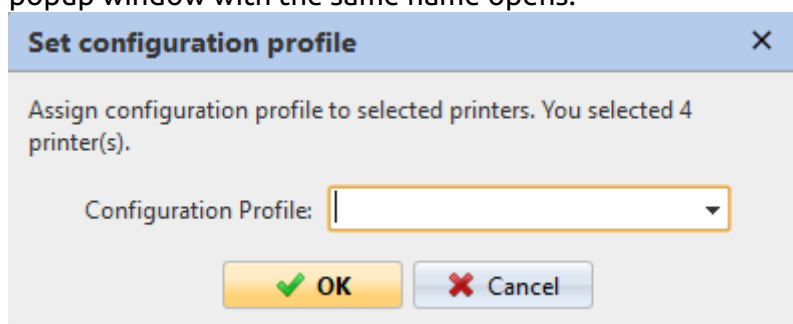 popup window with the same name opens.
Set configuration profile
Assign configuration profile to selected printers. You selected 4
printer(s).
Configuration Profile:
OK
Cancel